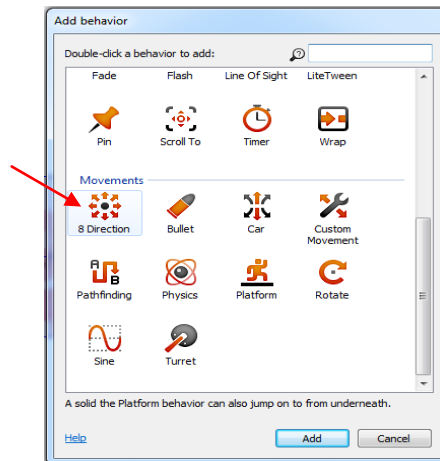 Add behavior
Double-click a behavior to add:
Fade Flash Line Of Sight LiteTween
Pin Scroll To Timer Wrap
Movements
8 Direction Bullet Car Custom Movement
Pathfinding Physics Platform Rotate
Sine Turret
A solid the Platform behavior can also jump on to from underneath.
Help Add Cancel